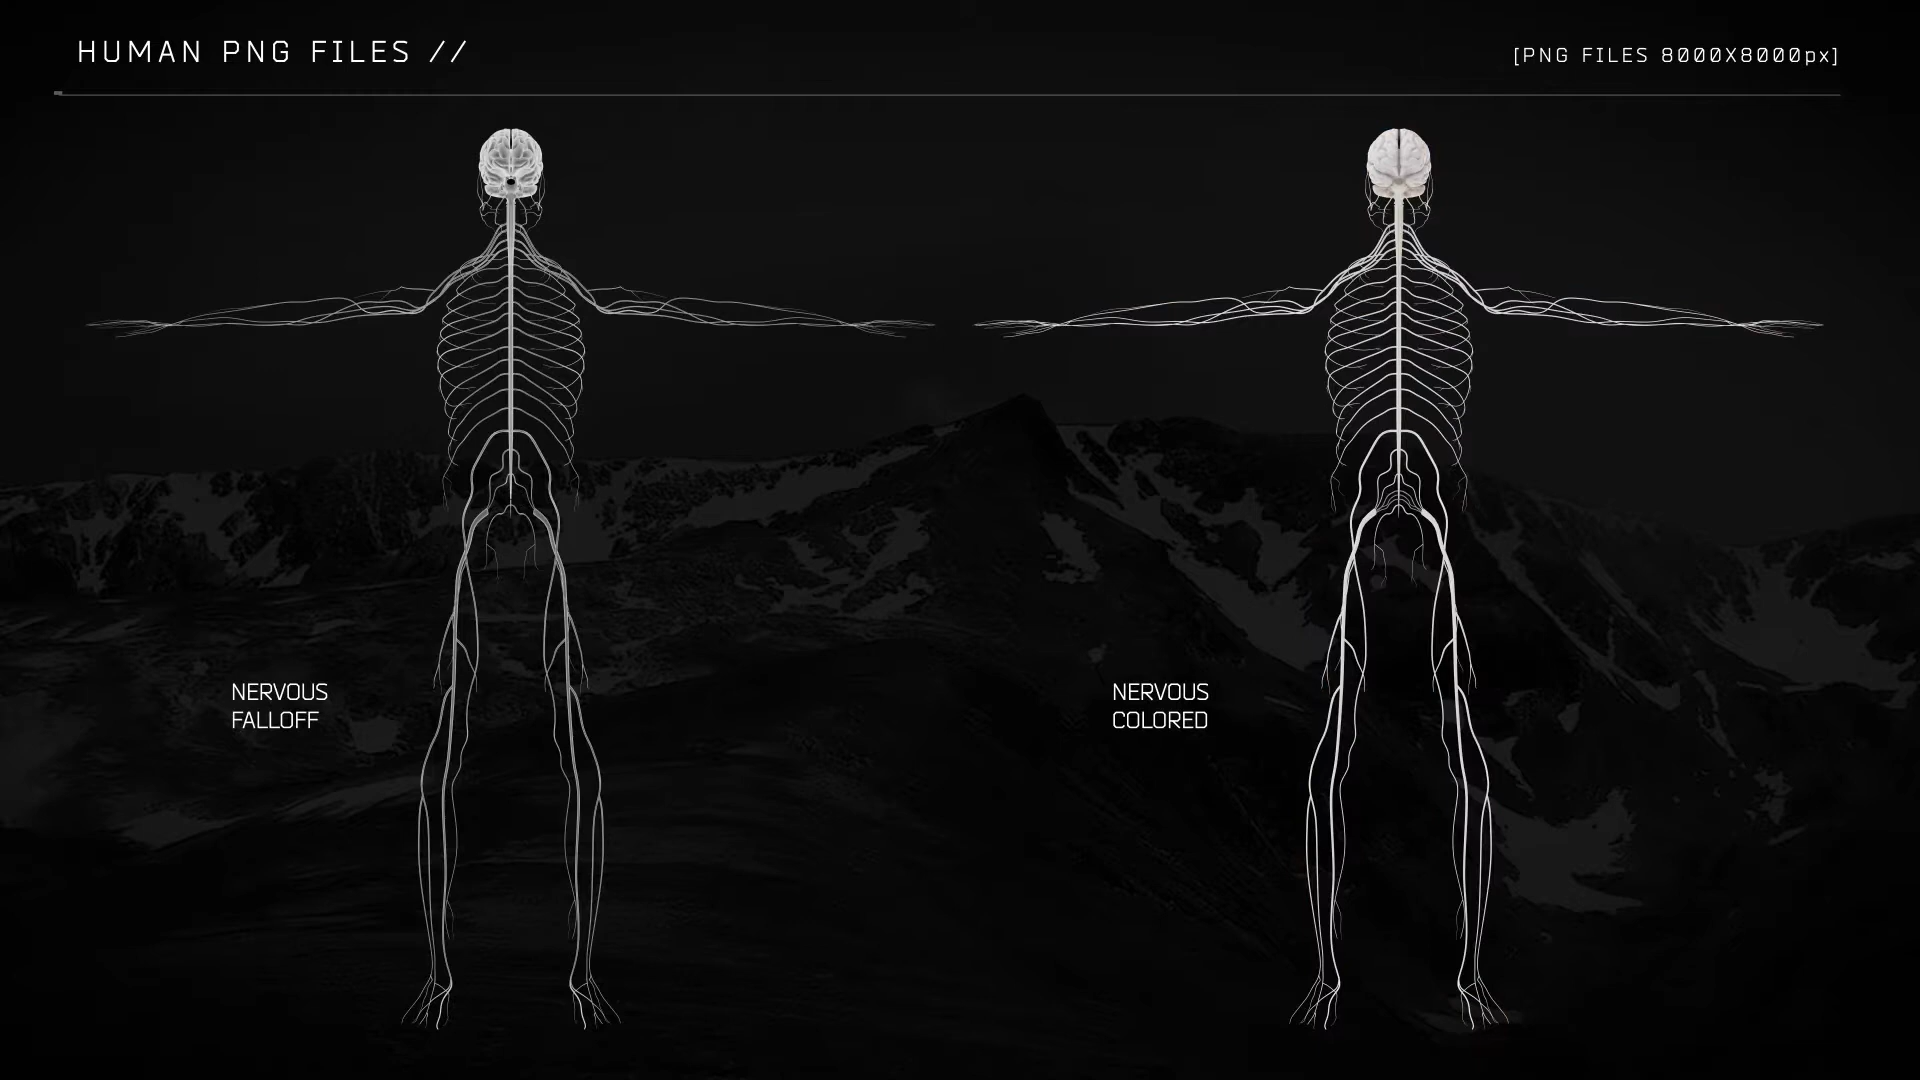 HUMAN PNG FILES //
[PNG FILES 8000X8000px]
NERVOUS
FALLOFF
NERVOUS
COLORED